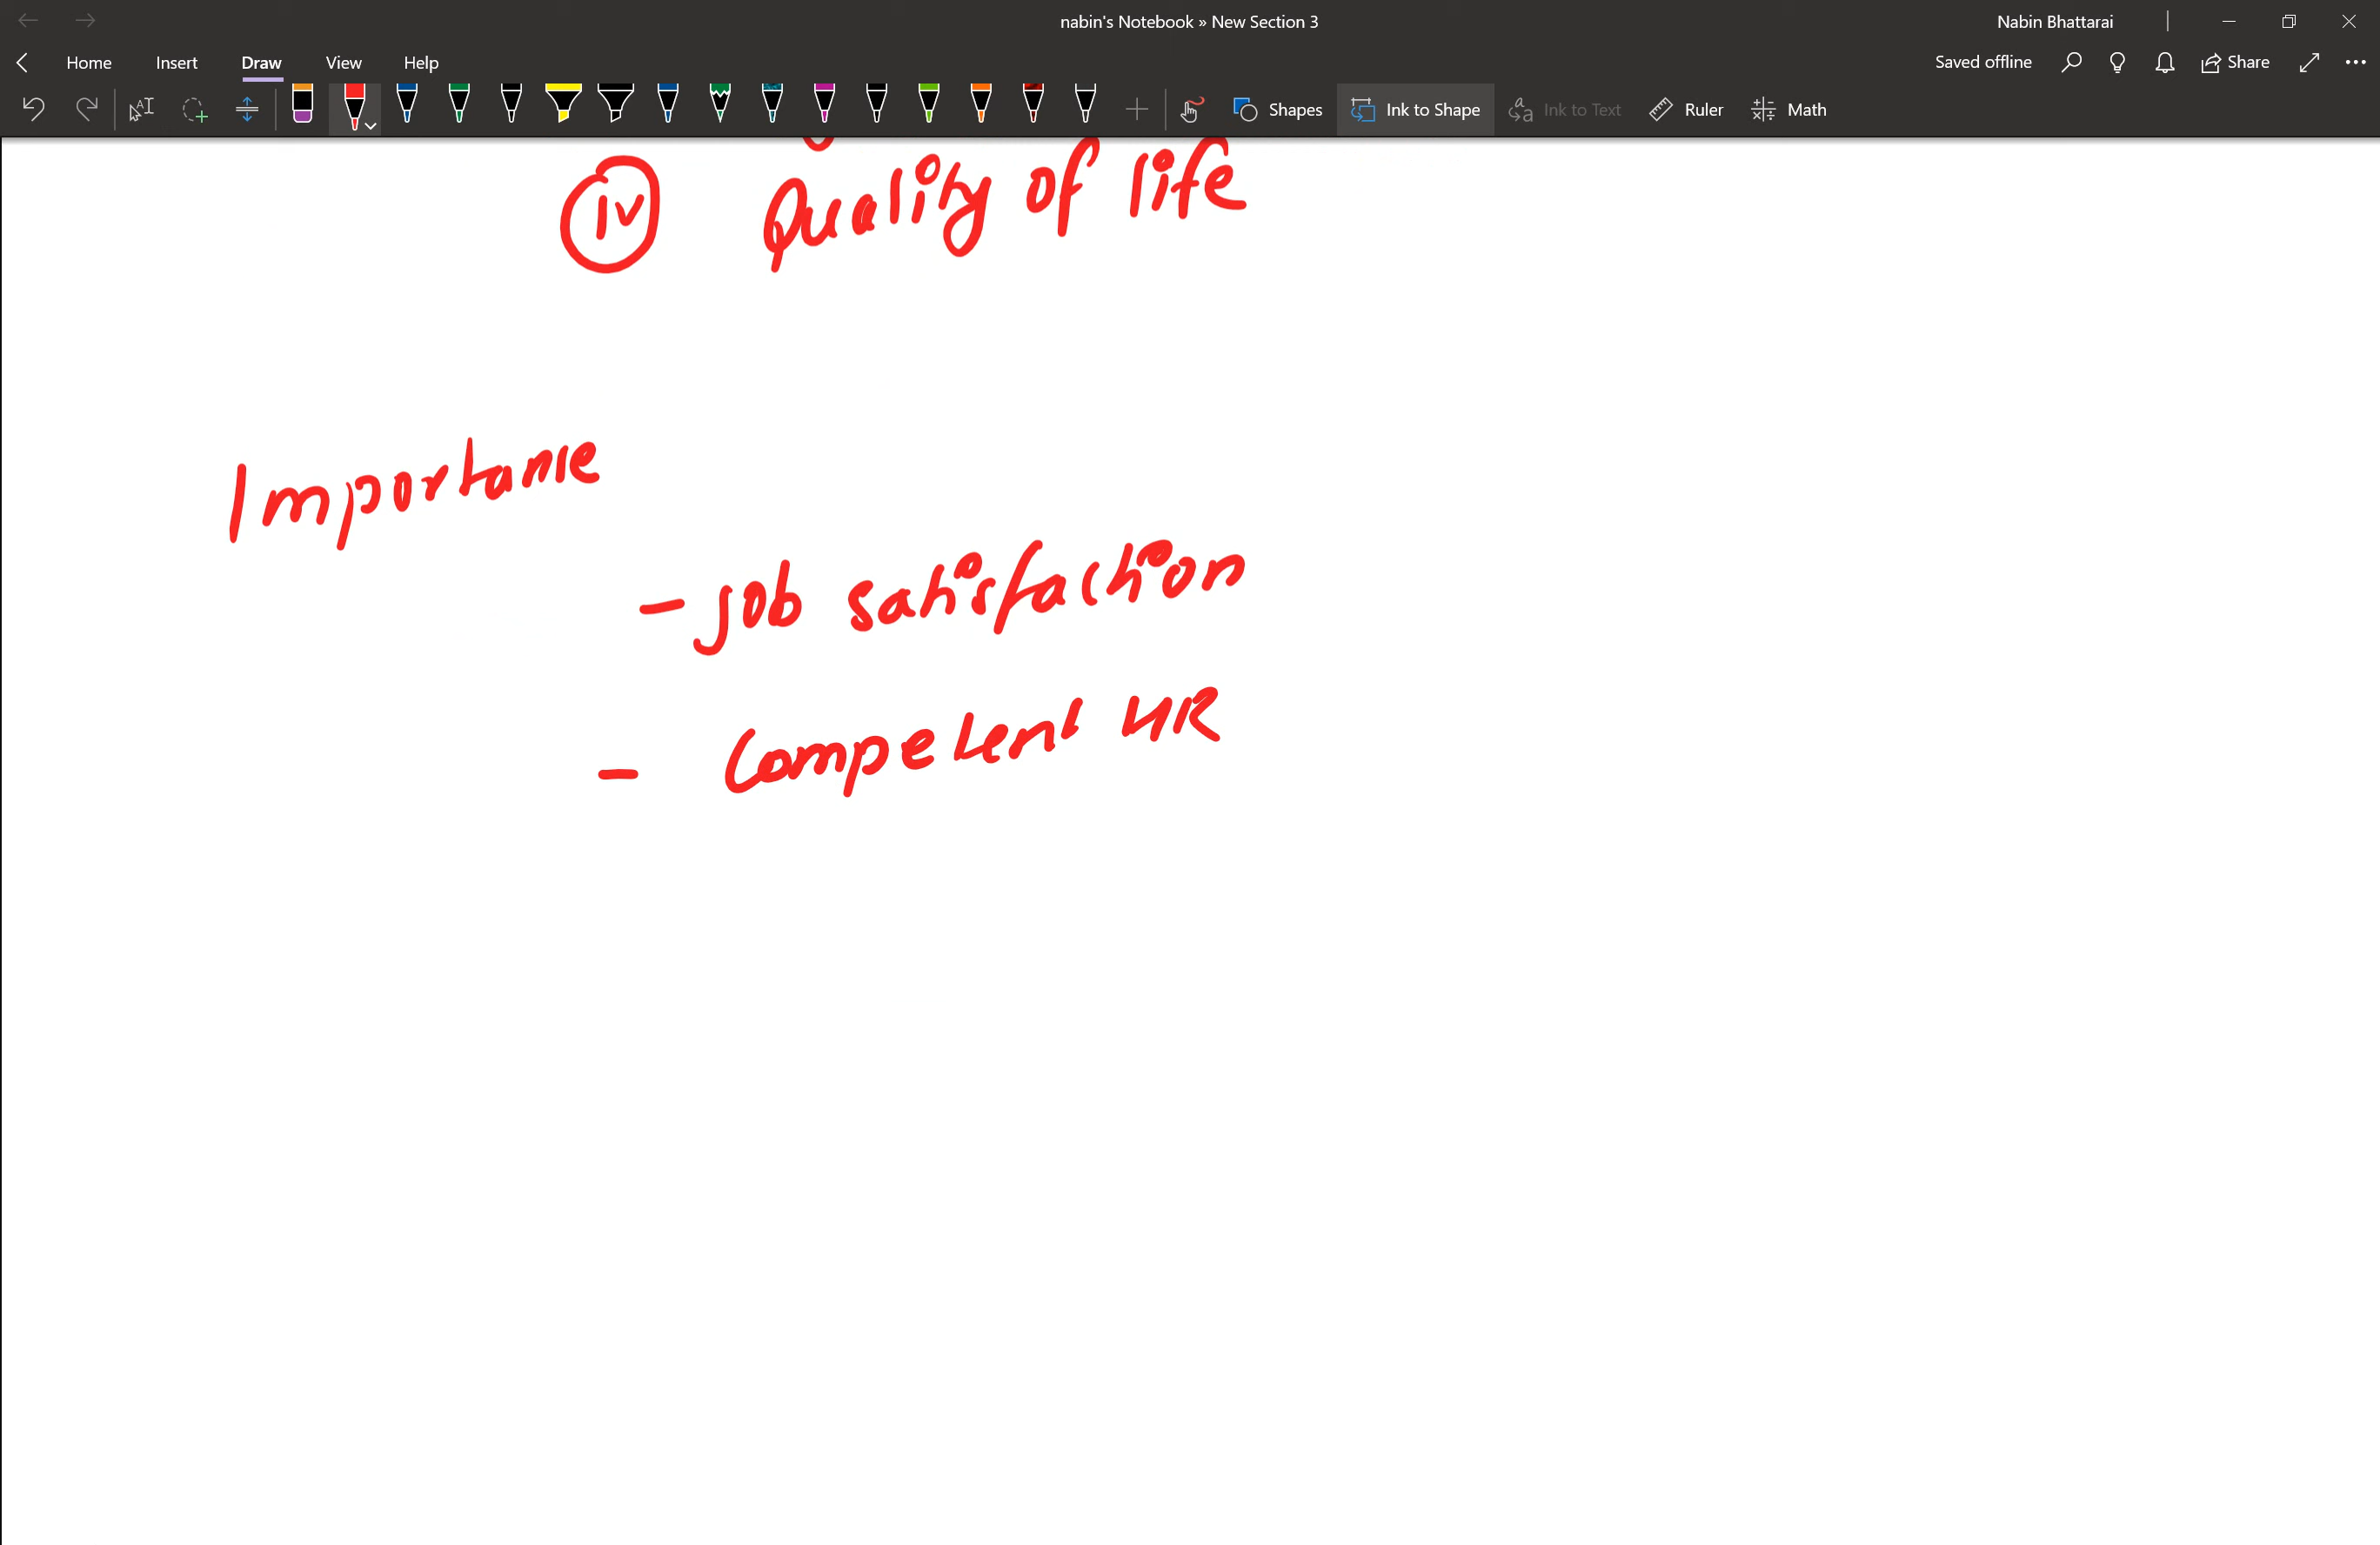 nabin's Notebook » New Section 3
Nabin Bhattarai
Home Insert Draw View Help
Saved offline
Share
Shapes
Ink to Shape
Ink to Text
Ruler
Math
iv Quality of life
Importance
- job satisfaction
- Competent HR